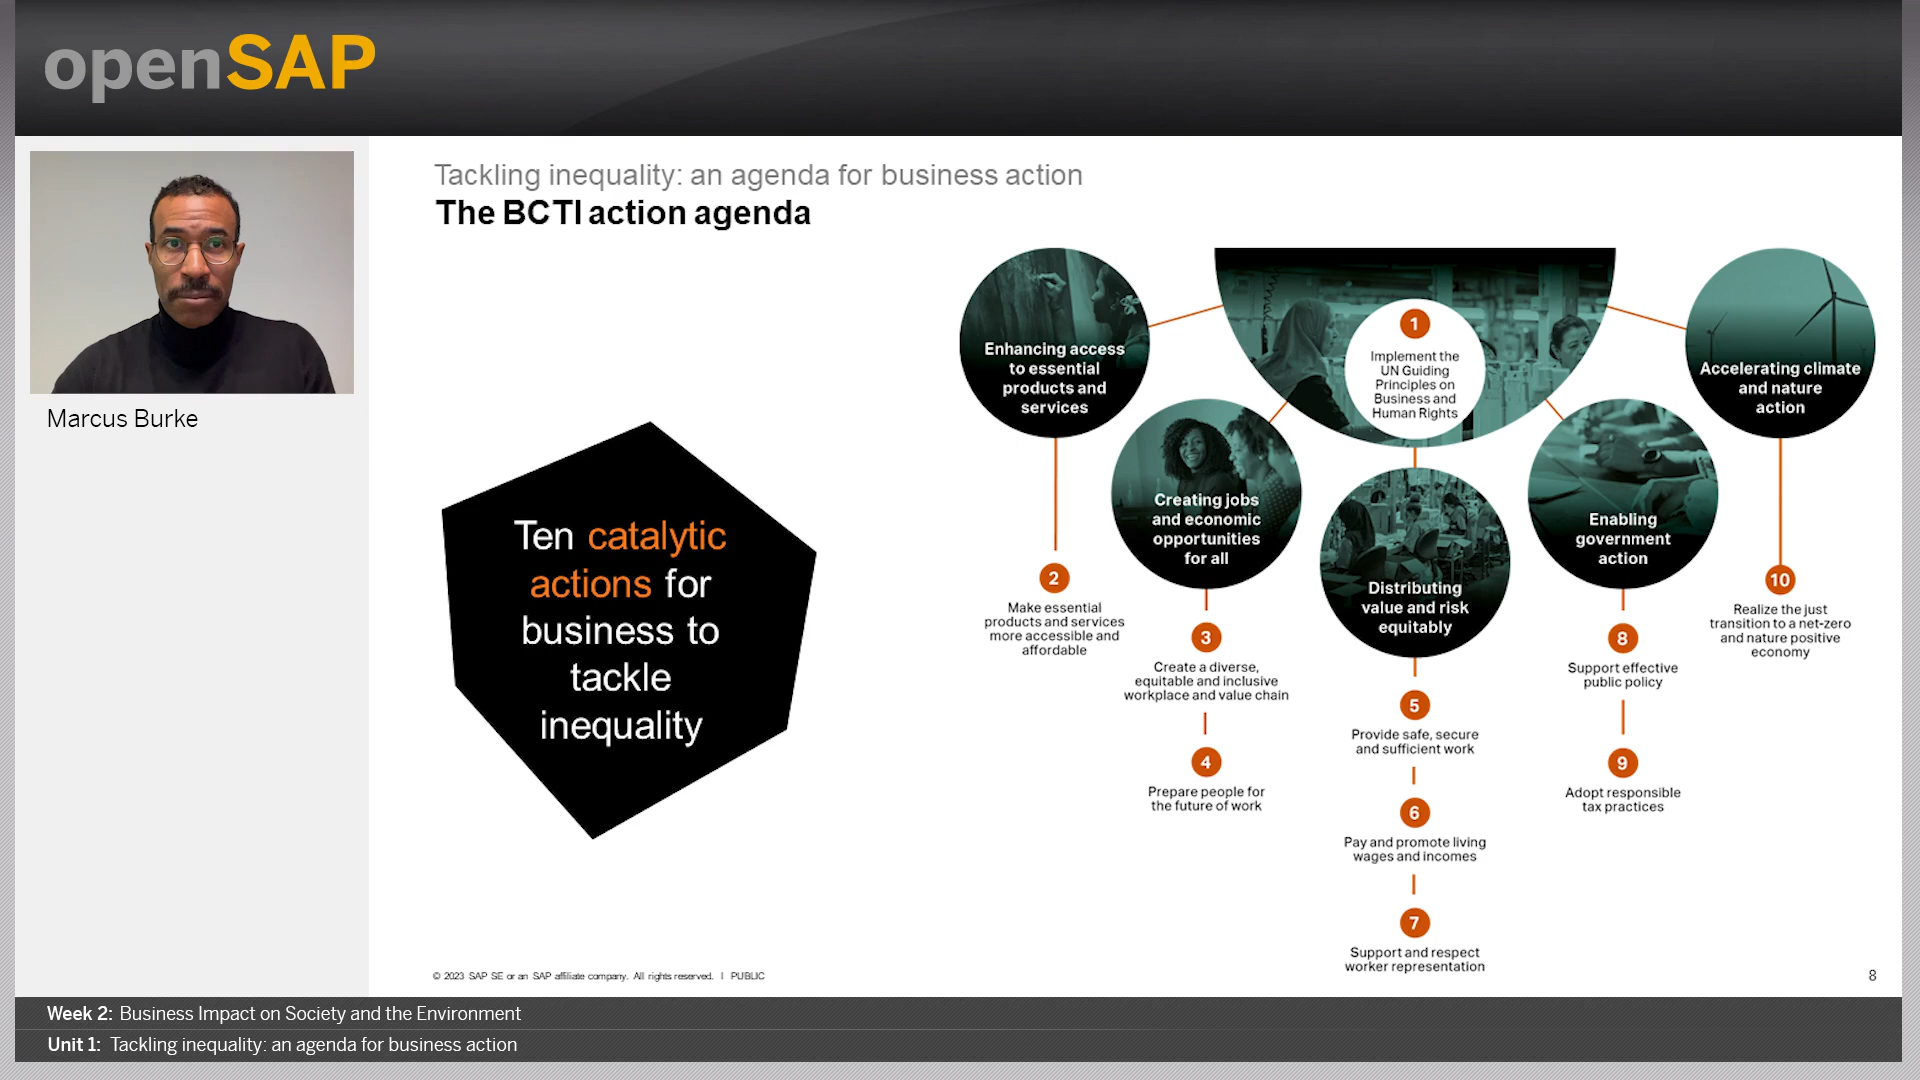 openSAP
Marcus Burke
Tackling inequality: an agenda for business action
The BCTI action agenda
Ten catalytic
actions for
business to
tackle
inequality
1
Implement the
UN Guiding
Principles on
Business and
Human Rights
Enhancing access
to essential
products and
services
2
Make essential
products and services
more accessible and
affordable
Creating jobs
and economic
opportunities
for all
3
Create a diverse,
equitable and inclusive
workplace and value chain
4
Prepare people for
the future of work
Distributing
value and risk
equitably
5
Provide safe, secure
and sufficient work
6
Pay and promote living
wages and incomes
7
Support and respect
worker representation
Enabling
government
action
8
Support effective
public policy
9
Adopt responsible
tax practices
Accelerating climate
and nature
action
10
Realize the just
transition to a net-zero
and nature positive
economy
© 2023 SAP SE or an SAP affiliate company. All rights reserved. I PUBLIC
8
Week 2: Business Impact on Society and the Environment
Unit 1: Tackling inequality: an agenda for business action